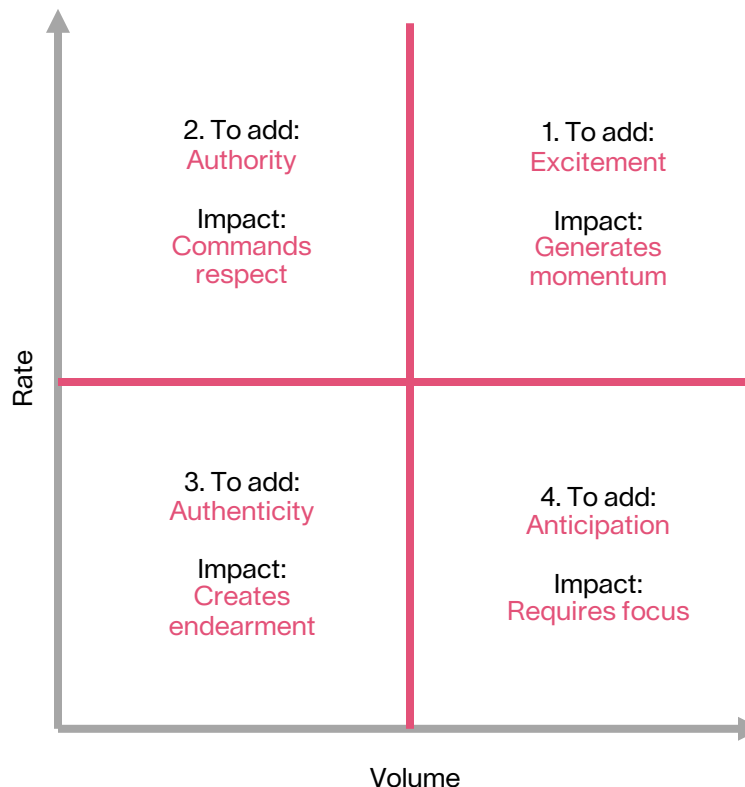 2. To add:
Authority
Impact:
Commands
respect
1. To add:
Excitement
Impact:
Generates
momentum
Rate
3. To add:
Authenticity
Impact:
Creates
endearment
4. To add:
Anticipation
Impact:
Requires focus
Volume